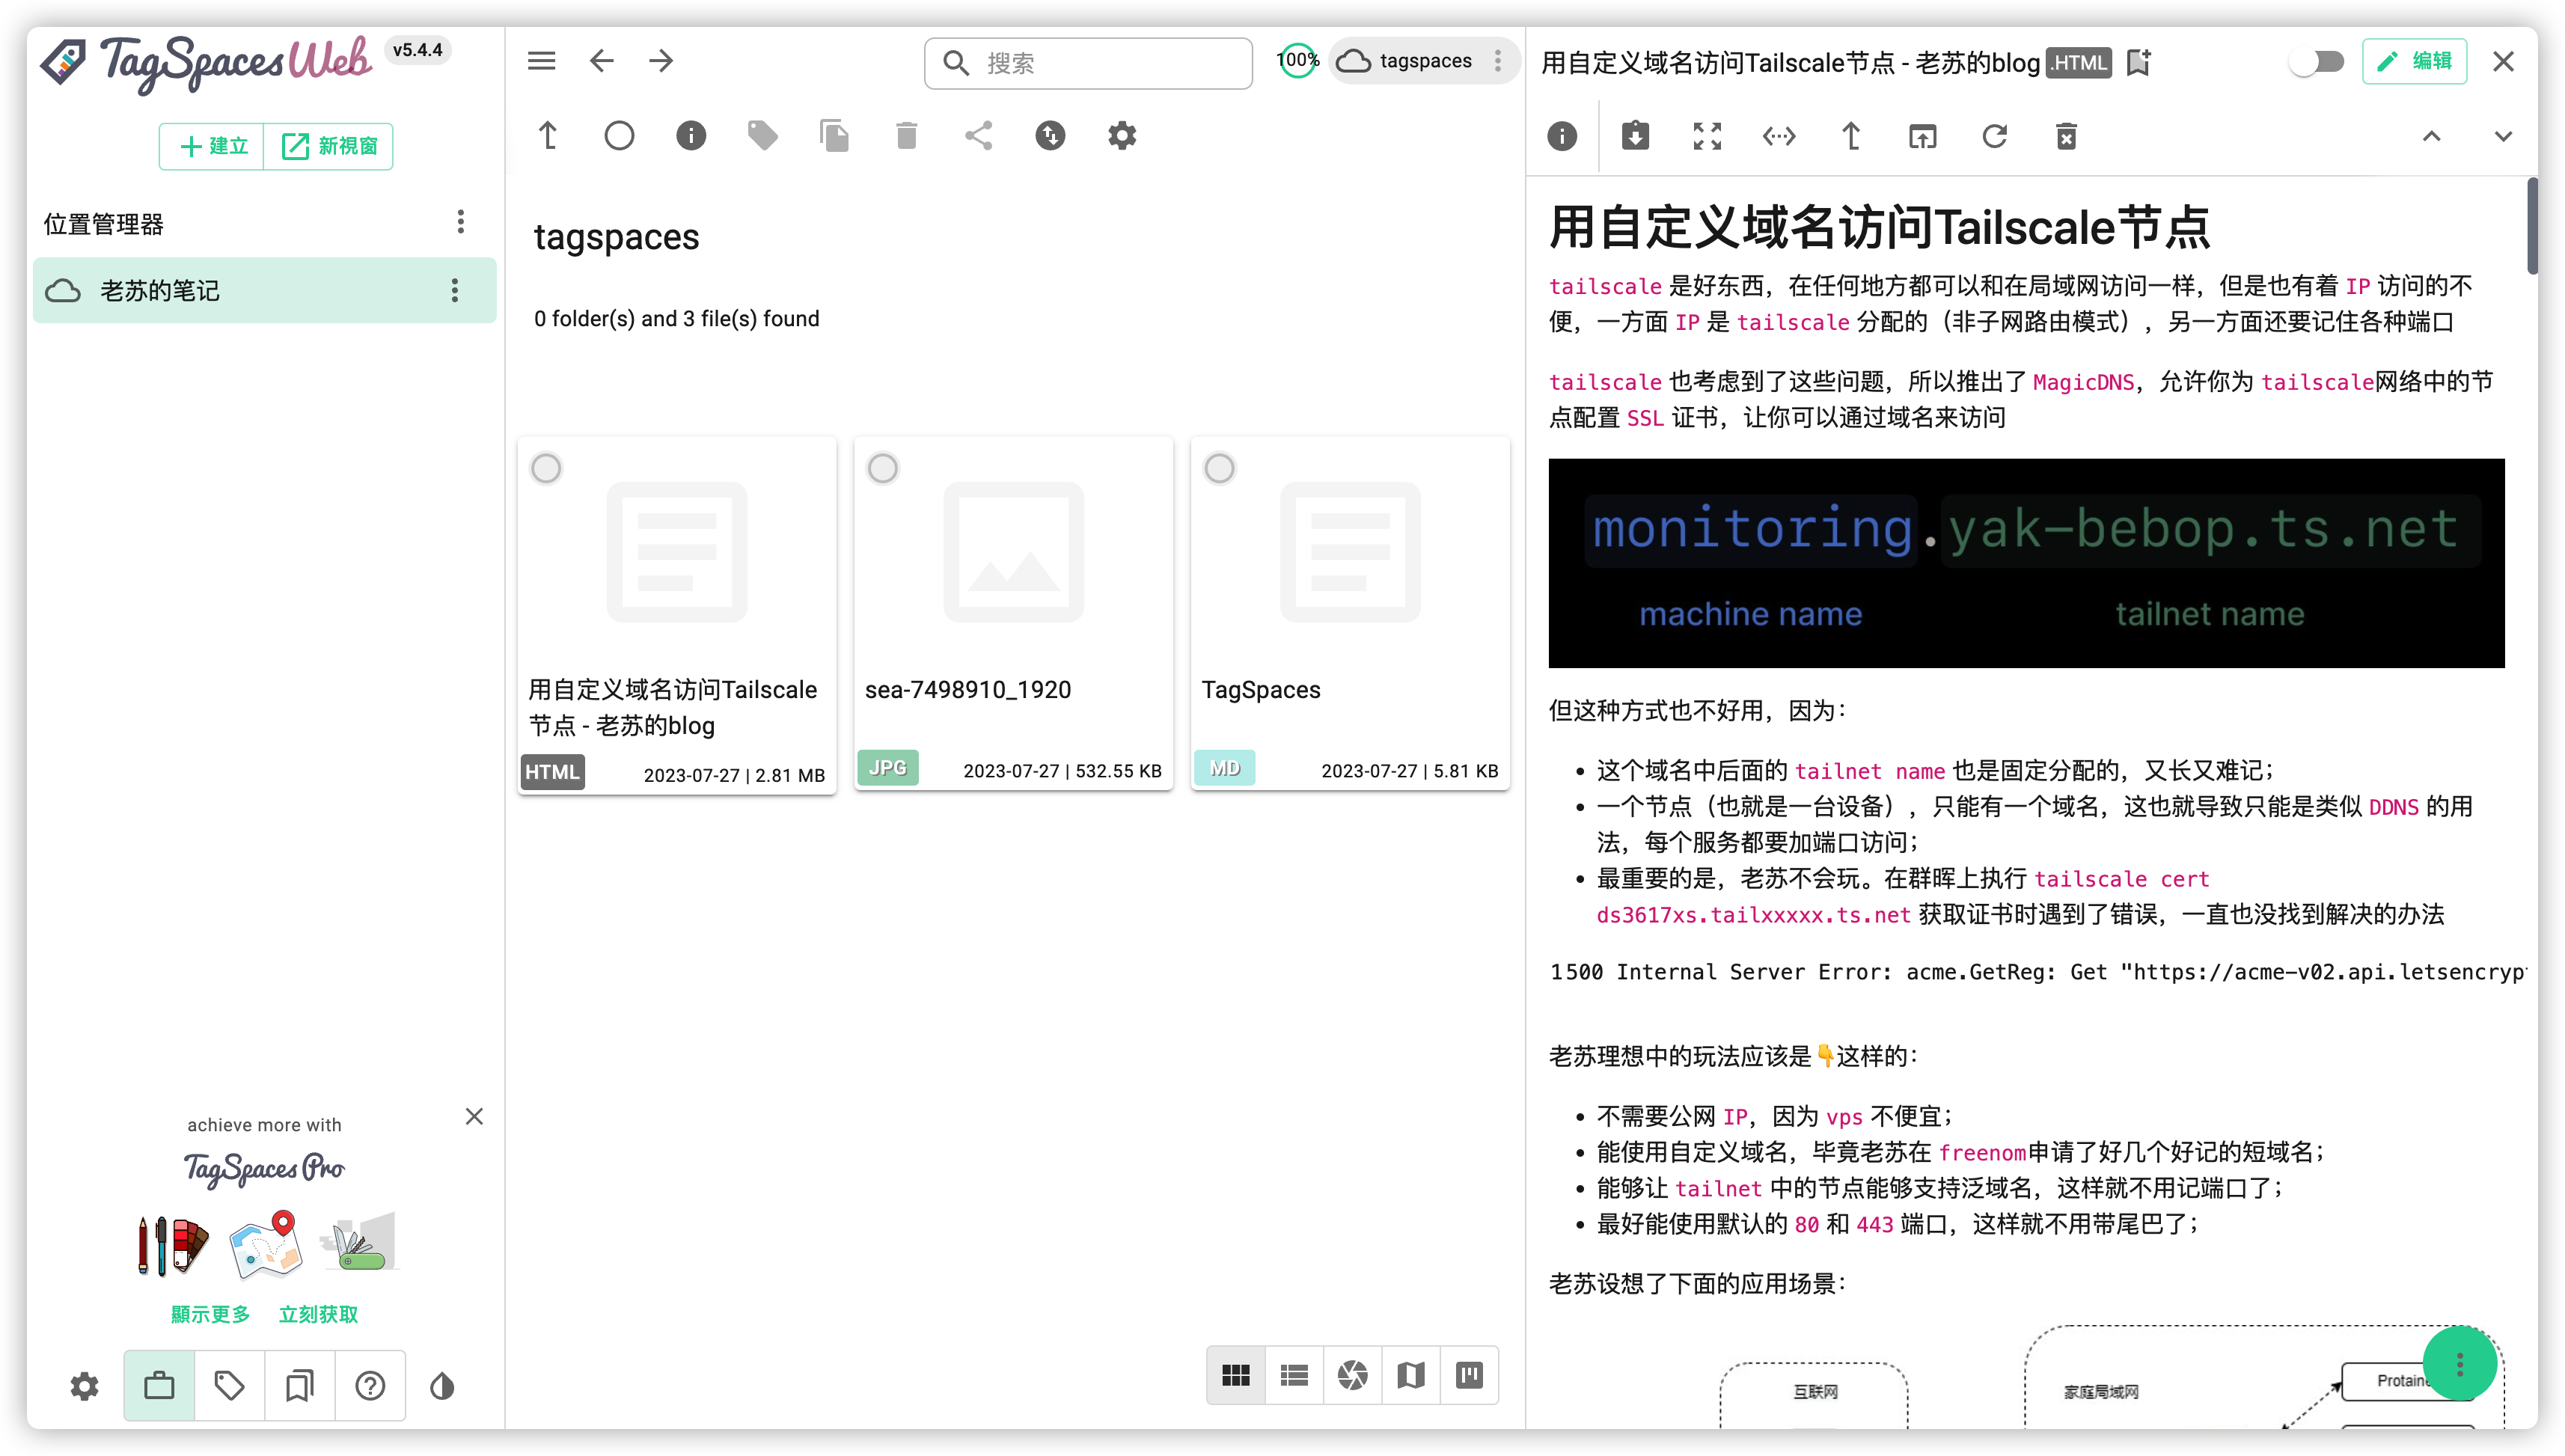 TagSpaces Web v5.4.4
建立
新視窗
位置管理器
老苏的笔记
achieve more with
TagSpaces Pro
顯示更多
立刻获取
搜索
100%
tagspaces
tagspaces
0 folder(s) and 3 file(s) found
用自定义域名访问Tailscale
节点 - 老苏的blog
HTML
2023-07-27 | 2.81 MB
sea-7498910_1920
JPG
2023-07-27 | 532.55 KB
TagSpaces
MD
2023-07-27 | 5.81 KB
用自定义域名访问Tailscale节点 - 老苏的blog .HTML
编辑
用自定义域名访问Tailscale节点
tailscale 是好东西，在任何地方都可以和在局域网访问一样，但是也有着 IP 访问的不
便，一方面 IP 是 tailscale 分配的（非子网路由模式），另一方面还要记住各种端口
tailscale 也考虑到了这些问题，所以推出了 MagicDNS，允许你为 tailscale网络中的节
点配置 SSL 证书，让你可以通过域名来访问
monitoring.yak-bebop.ts.net
machine name
tailnet name
但这种方式也不好用，因为：
• 这个域名中后面的 tailnet name 也是固定分配的，又长又难记；
• 一个节点（也就是一台设备），只能有一个域名，这也就导致只能是类似 DDNS 的用
法，每个服务都要加端口访问；
• 最重要的是，老苏不会玩。在群晖上执行 tailscale cert
ds3617xs.tailxxxxx.ts.net 获取证书时遇到了错误，一直也没找到解决的办法
1 500 Internal Server Error: acme.GetReg: Get "https://acme-v02.api.letsencryp
老苏理想中的玩法应该是👇这样的：
• 不需要公网 IP，因为 vps 不便宜；
• 能使用自定义域名，毕竟老苏在 freenom申请了好几个好记的短域名；
• 能够让 tailnet 中的节点能够支持泛域名，这样就不用记端口了；
• 最好能使用默认的 80 和 443 端口，这样就不用带尾巴了；
老苏设想了下面的应用场景：
互联网
家庭局域网